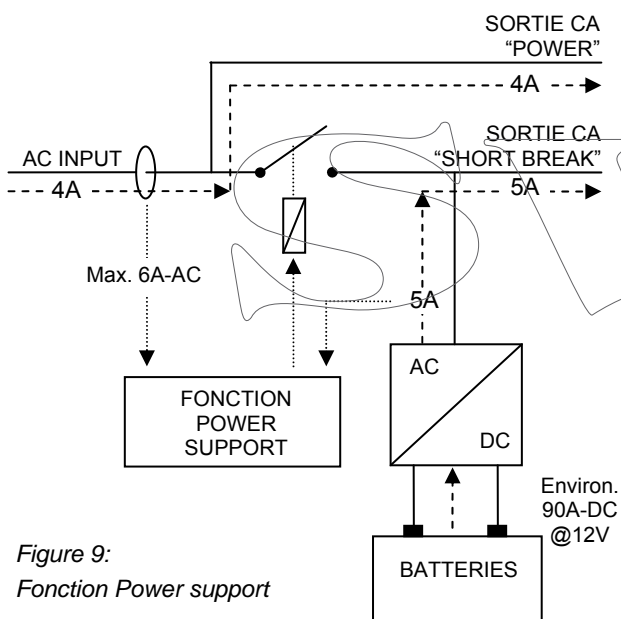 SORTIE CA
“POWER”
4A
AC INPUT
SORTIE CA
“SHORT BREAK”
4A
5A
Max. 6A-AC
5A
FONCTION
POWER
SUPPORT
AC
DC
Environ.
90A-DC
@12V
BATTERIES
Figure 9:
Fonction Power support